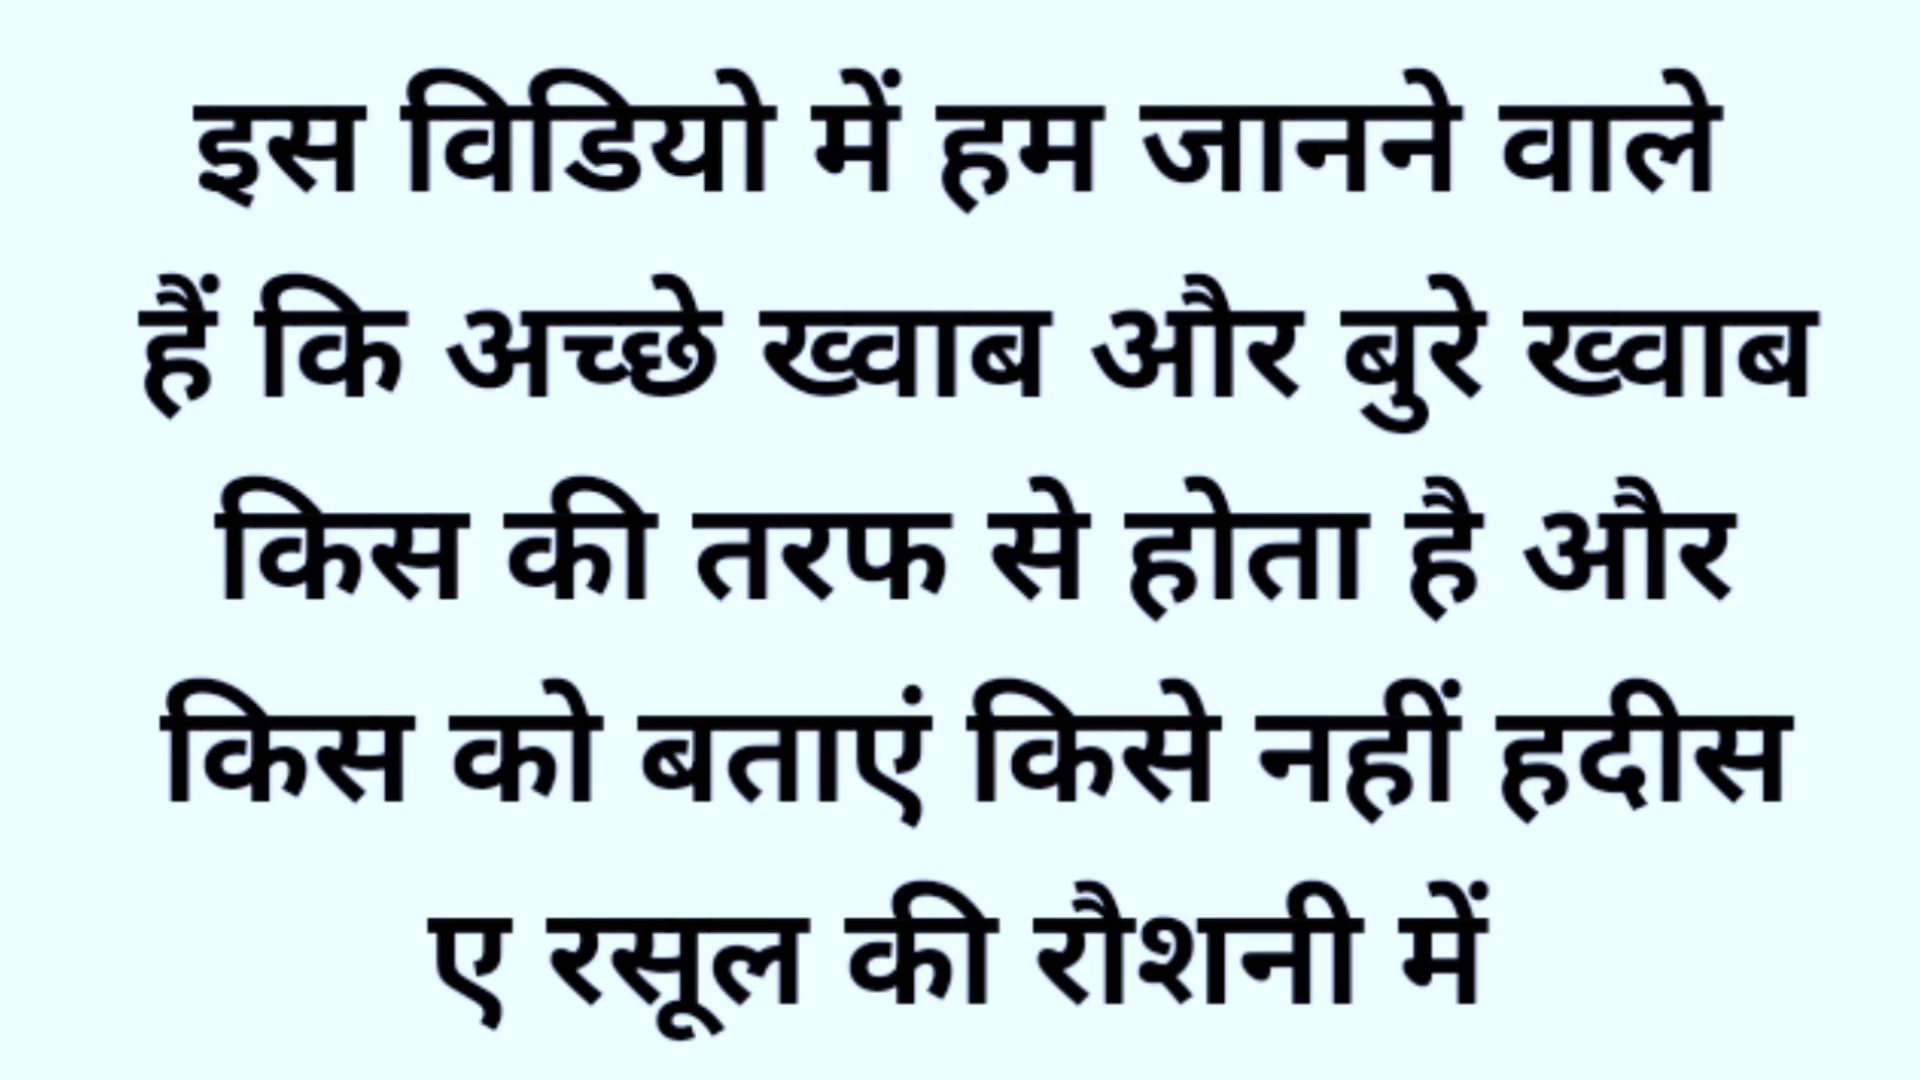 इस विडियो में हम जानने वाले
हैं कि अच्छे ख्वाब और बुरे ख्वाब
किस की तरफ से होता है और
किस को बताएं किसे नहीं हदीस
ए रसूल की रौशनी में